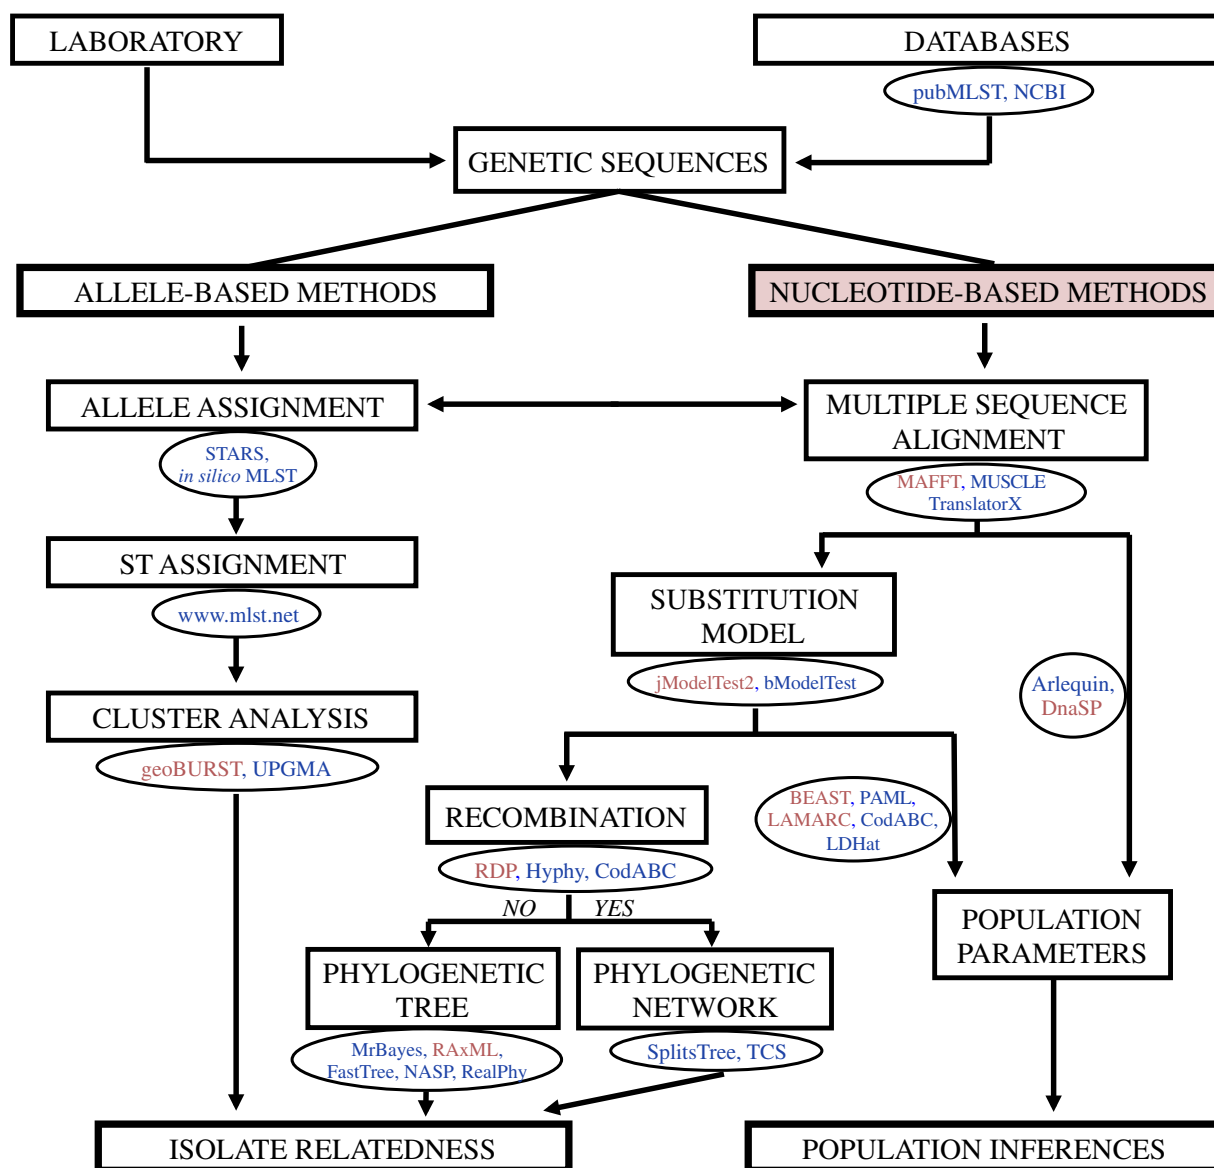 LABORATORY
DATABASES
pubMLST, NCBI
GENETIC SEQUENCES
ALLELE-BASED METHODS
NUCLEOTIDE-BASED METHODS
ALLELE ASSIGNMENT
MULTIPLE SEQUENCE
ALIGNMENT
STARS,
in silico MLST
MAFFT, MUSCLE
TranslatorX
ST ASSIGNMENT
www.mlst.net
SUBSTITUTION
MODEL
jModelTest2, bModelTest
Arlequin,
DnaSP
CLUSTER ANALYSIS
geoBURST, UPGMA
RECOMBINATION
RDP, Hyphy, CodABC
BEAST, PAML,
LAMARC, CodABC,
LDHat
NO YES
POPULATION
PARAMETERS
PHYLOGENETIC
TREE
PHYLOGENETIC
NETWORK
MrBayes, RAxML,
FastTree, NASP, RealPhy
SplitsTree, TCS
ISOLATE RELATEDNESS
POPULATION INFERENCES